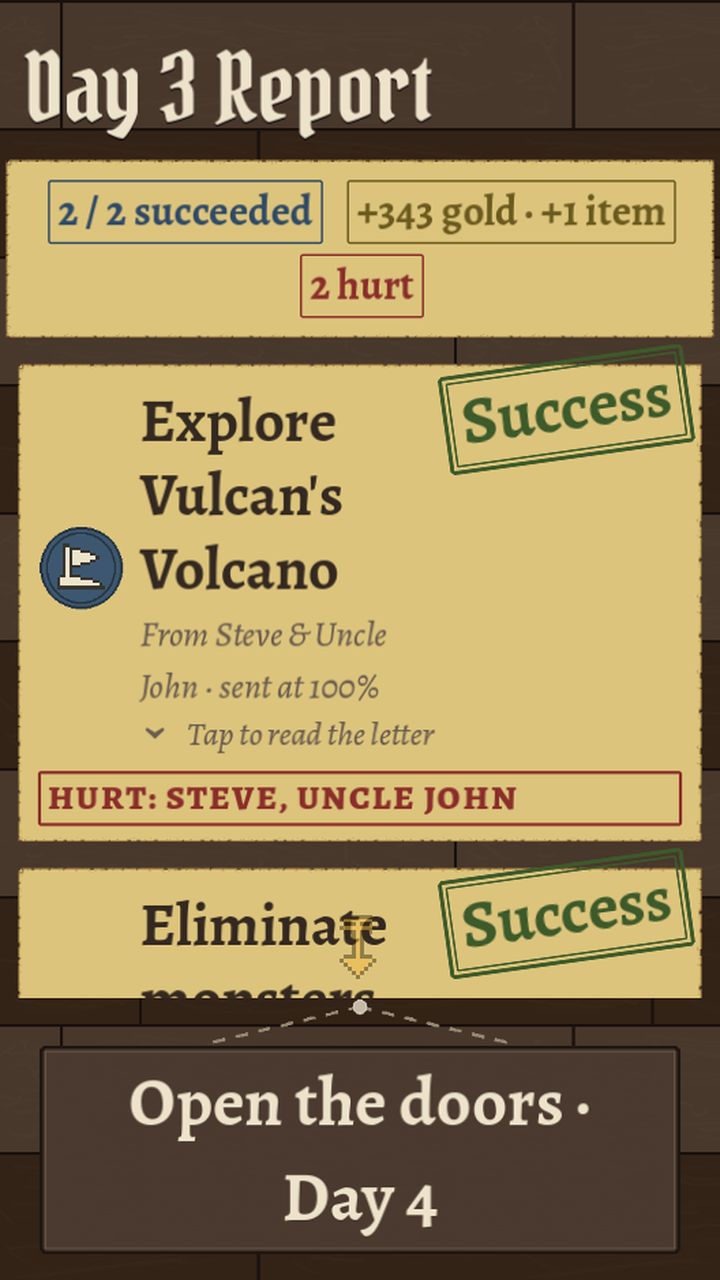 Day 3 Report
2 / 2 succeeded
+343 gold · +1 item
2 hurt
Success
Explore
Vulcan's
Volcano
From Steve & Uncle
John · sent at 100%
Tap to read the letter
HURT: STEVE, UNCLE JOHN
Success
Eliminate
monsters
Open the doors ·
Day 4